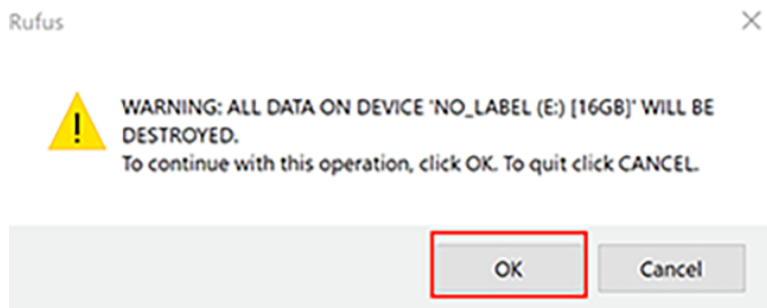 Rufus
WARNING: ALL DATA ON DEVICE 'NO_LABEL (E:) [16GB]' WILL BE
DESTROYED.
To continue with this operation, click OK. To quit click CANCEL.
OK
Cancel